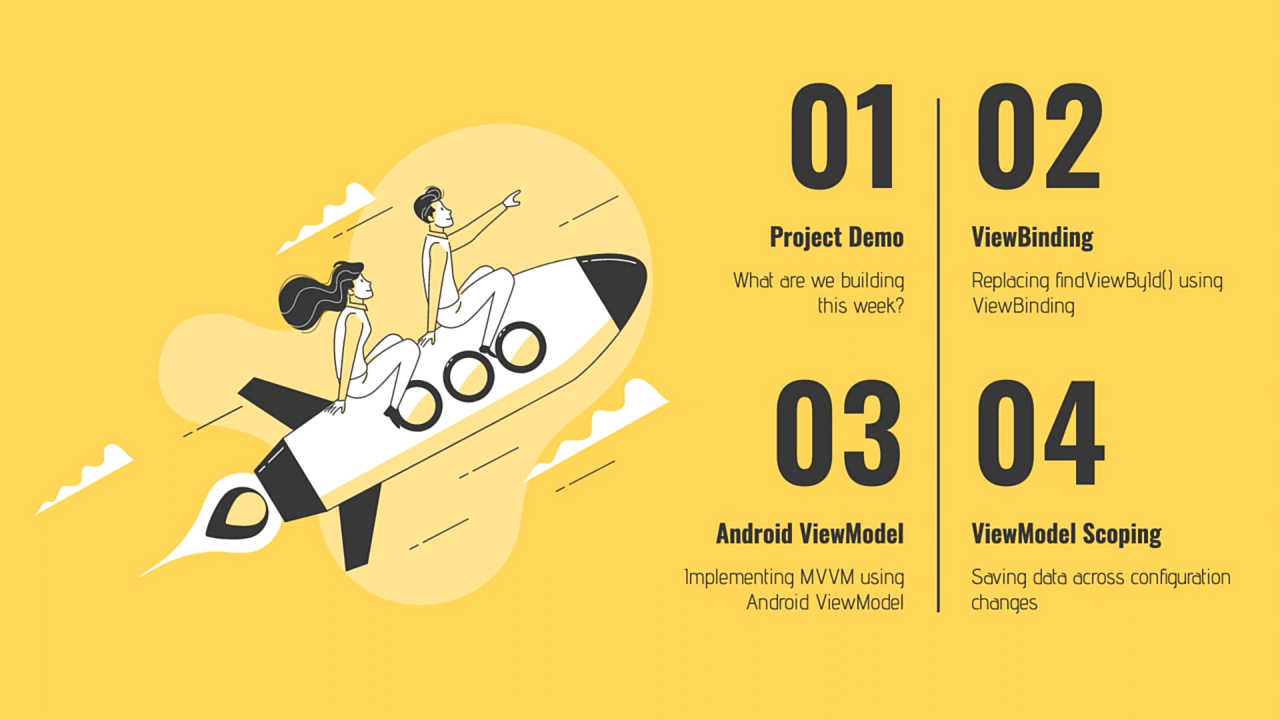 01
Project Demo
What are we building
this week?
02
ViewBinding
Replacing findViewById() using
ViewBinding
03
Android ViewModel
Implementing MVVM using
Android ViewModel
04
ViewModel Scoping
Saving data across configuration
changes